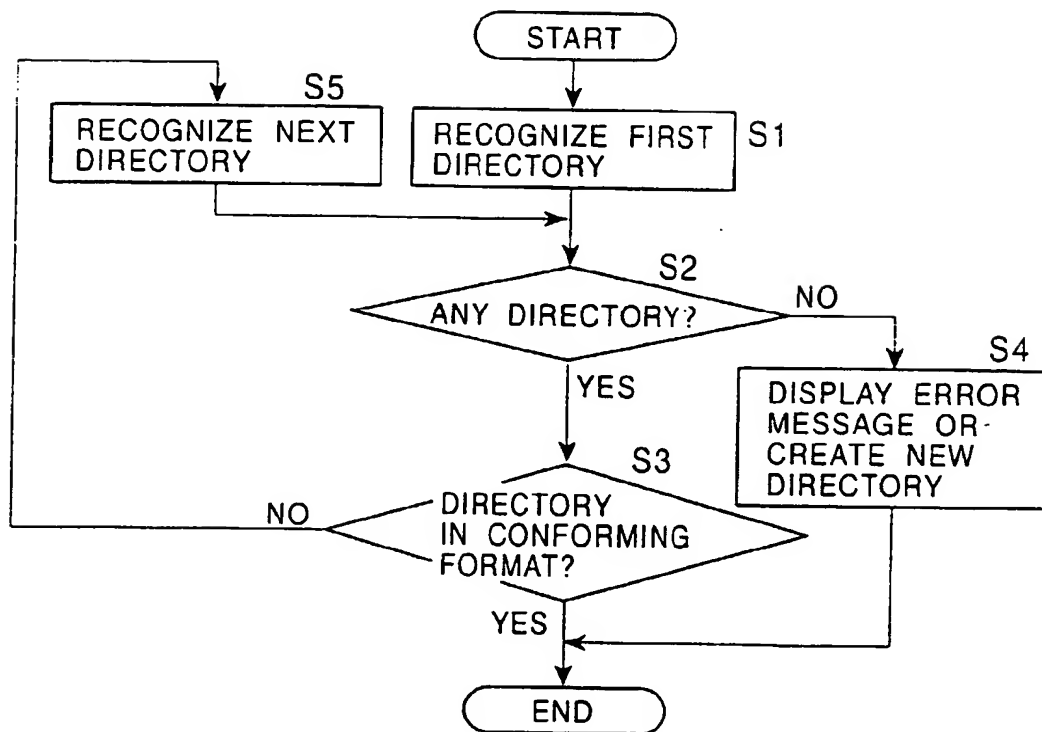 START
S5
RECOGNIZE NEXT
DIRECTORY
S1
RECOGNIZE FIRST
DIRECTORY
S2
ANY DIRECTORY?
NO
YES
S4
DISPLAY ERROR
MESSAGE OR
CREATE NEW
DIRECTORY
S3
DIRECTORY
IN CONFORMING
FORMAT?
NO
YES
END